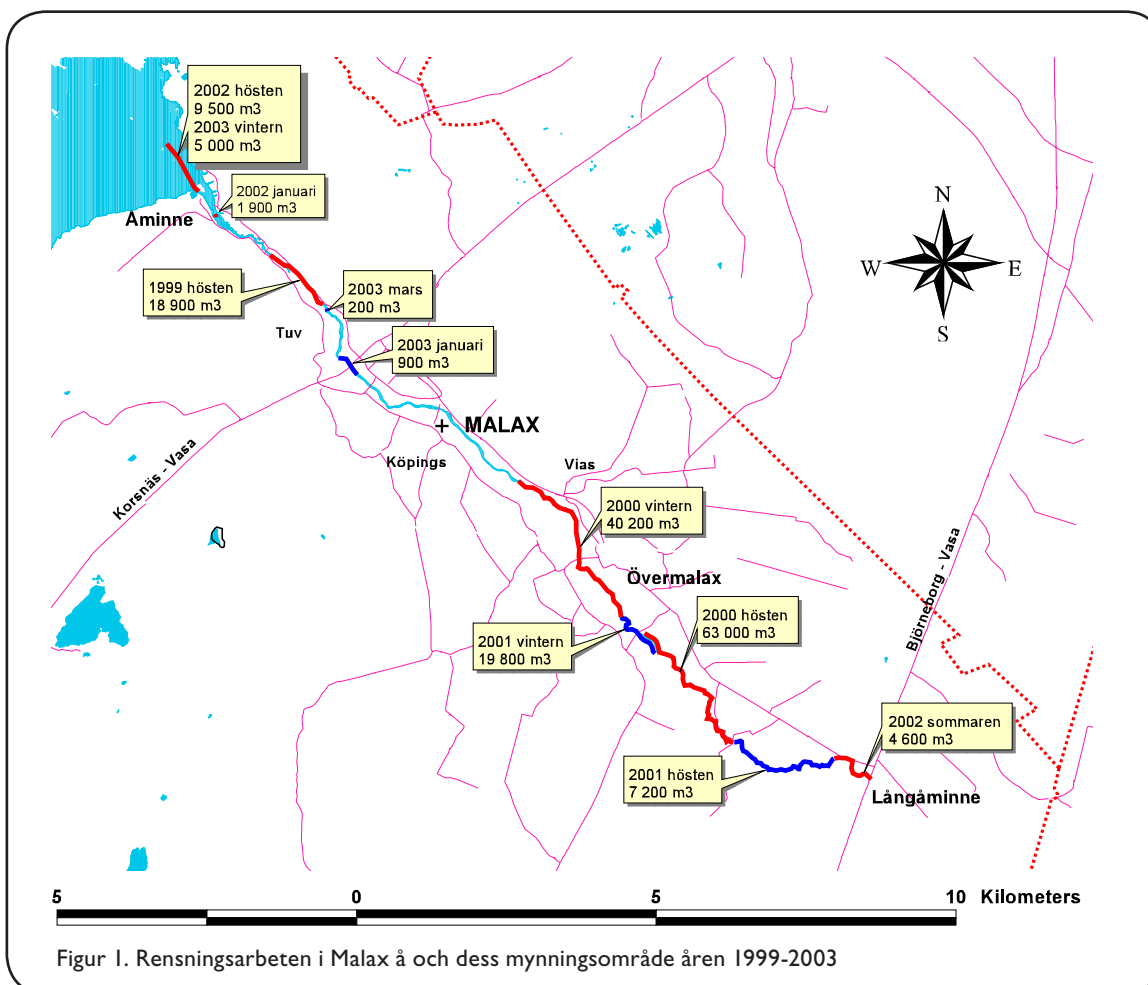 2002 hösten
9 500 m3
2003 vintern
5 000 m3
2002 januari
1 900 m3
Åminne
N
W
E
S
1999 hösten
18 900 m3
2003 mars
200 m3
Tuv
2003 januari
900 m3
MALAX
Köpings
Vias
Korsnäs - Vasa
2000 vintern
40 200 m3
Övermalax
Björneborg - Vasa
2000 hösten
63 000 m3
2001 vintern
19 800 m3
2002 sommaren
4 600 m3
2001 hösten
7 200 m3
Långåminne
5 0 5 10 Kilometers
Figur 1. Rensningsarbeten i Malax å och dess mynningsområde åren 1999-2003